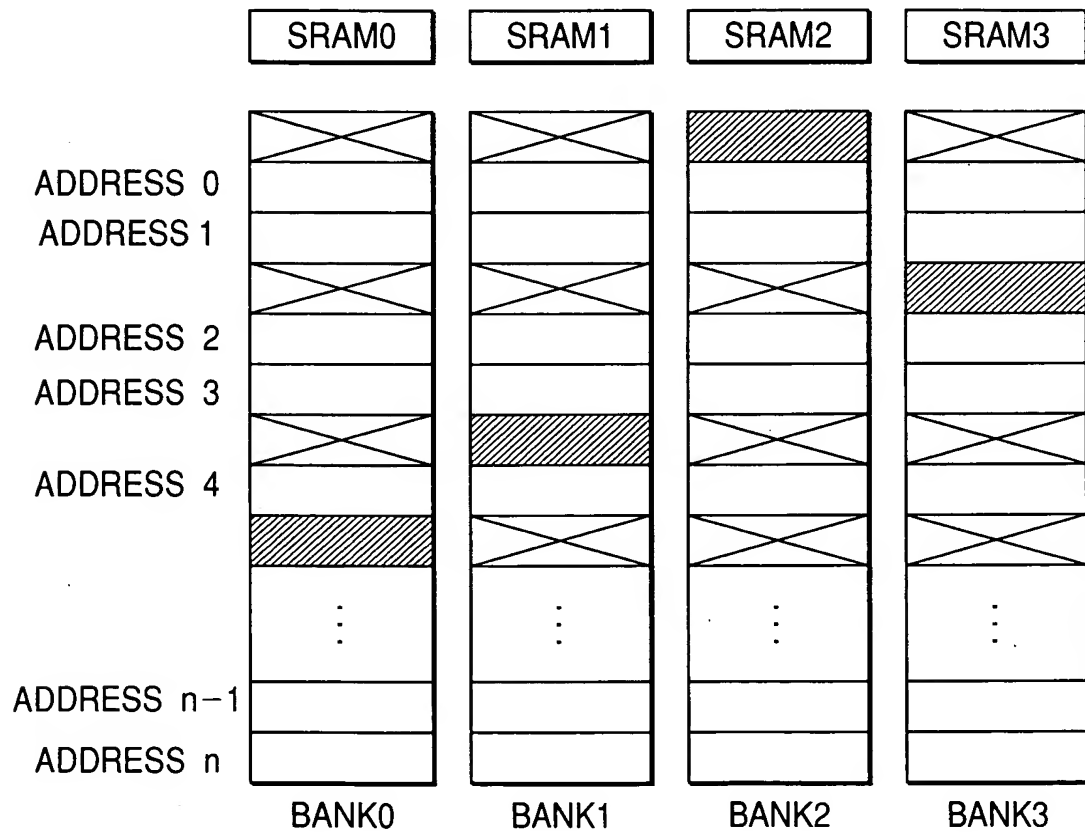 SRAM0 SRAM1 SRAM2 SRAM3
ADDRESS 0
ADDRESS 1
ADDRESS 2
ADDRESS 3
ADDRESS 4
ADDRESS n-1
ADDRESS n
BANK0 BANK1 BANK2 BANK3